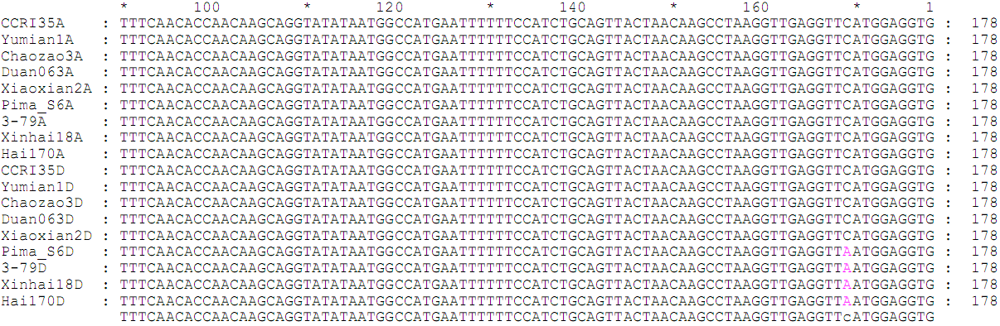 * 100 * 120 * 140 * 160 * 1
CCRI35A : TTTCAACACCAACAAGCAGGTATATAATGGCCATGAATTTTTTCCATCTGCAGTTACTAACAAGCCTAAGGTTGAGGTTCATGGAGGTG : 178
Yumian1A : TTTCAACACCAACAAGCAGGTATATAATGGCCATGAATTTTTTCCATCTGCAGTTACTAACAAGCCTAAGGTTGAGGTTCATGGAGGTG : 178
Chaozao3A : TTTCAACACCAACAAGCAGGTATATAATGGCCATGAATTTTTTCCATCTGCAGTTACTAACAAGCCTAAGGTTGAGGTTCATGGAGGTG : 178
Duan063A : TTTCAACACCAACAAGCAGGTATATAATGGCCATGAATTTTTTCCATCTGCAGTTACTAACAAGCCTAAGGTTGAGGTTCATGGAGGTG : 178
Xiaoxian2A : TTTCAACACCAACAAGCAGGTATATAATGGCCATGAATTTTTTCCATCTGCAGTTACTAACAAGCCTAAGGTTGAGGTTCATGGAGGTG : 178
Pima_S6A : TTTCAACACCAACAAGCAGGTATATAATGGCCATGAATTTTTTCCATCTGCAGTTACTAACAAGCCTAAGGTTGAGGTTCATGGAGGTG : 178
3-79A : TTTCAACACCAACAAGCAGGTATATAATGGCCATGAATTTTTTCCATCTGCAGTTACTAACAAGCCTAAGGTTGAGGTTCATGGAGGTG : 178
Xinhai18A : TTTCAACACCAACAAGCAGGTATATAATGGCCATGAATTTTTTCCATCTGCAGTTACTAACAAGCCTAAGGTTGAGGTTCATGGAGGTG : 178
Hai170A : TTTCAACACCAACAAGCAGGTATATAATGGCCATGAATTTTTTCCATCTGCAGTTACTAACAAGCCTAAGGTTGAGGTTCATGGAGGTG : 178
CCRI35D : TTTCAACACCAACAAGCAGGTATATAATGGCCATGAATTTTTTCCATCTGCAGTTACTAACAAGCCTAAGGTTGAGGTTCATGGAGGTG : 178
Yumian1D : TTTCAACACCAACAAGCAGGTATATAATGGCCATGAATTTTTTCCATCTGCAGTTACTAACAAGCCTAAGGTTGAGGTTCATGGAGGTG : 178
Chaozao3D : TTTCAACACCAACAAGCAGGTATATAATGGCCATGAATTTTTTCCATCTGCAGTTACTAACAAGCCTAAGGTTGAGGTTCATGGAGGTG : 178
Duan063D : TTTCAACACCAACAAGCAGGTATATAATGGCCATGAATTTTTTCCATCTGCAGTTACTAACAAGCCTAAGGTTGAGGTTCATGGAGGTG : 178
Xiaoxian2D : TTTCAACACCAACAAGCAGGTATATAATGGCCATGAATTTTTTCCATCTGCAGTTACTAACAAGCCTAAGGTTGAGGTTCATGGAGGTG : 178
Pima_S6D : TTTCAACACCAACAAGCAGGTATATAATGGCCATGAATTTTTTCCATCTGCAGTTACTAACAAGCCTAAGGTTGAGGTTAATGGAGGTG : 178
3-79D : TTTCAACACCAACAAGCAGGTATATAATGGCCATGAATTTTTTCCATCTGCAGTTACTAACAAGCCTAAGGTTGAGGTTAATGGAGGTG : 178
Xinhai18D : TTTCAACACCAACAAGCAGGTATATAATGGCCATGAATTTTTTCCATCTGCAGTTACTAACAAGCCTAAGGTTGAGGTTAATGGAGGTG : 178
Hai170D : TTTCAACACCAACAAGCAGGTATATAATGGCCATGAATTTTTTCCATCTGCAGTTACTAACAAGCCTAAGGTTGAGGTTAATGGAGGTG : 178
TTTCAACACCAACAAGCAGGTATATAATGGCCATGAATTTTTTCCATCTGCAGTTACTAACAAGCCTAAGGTTGAGGTTcATGGAGGTG